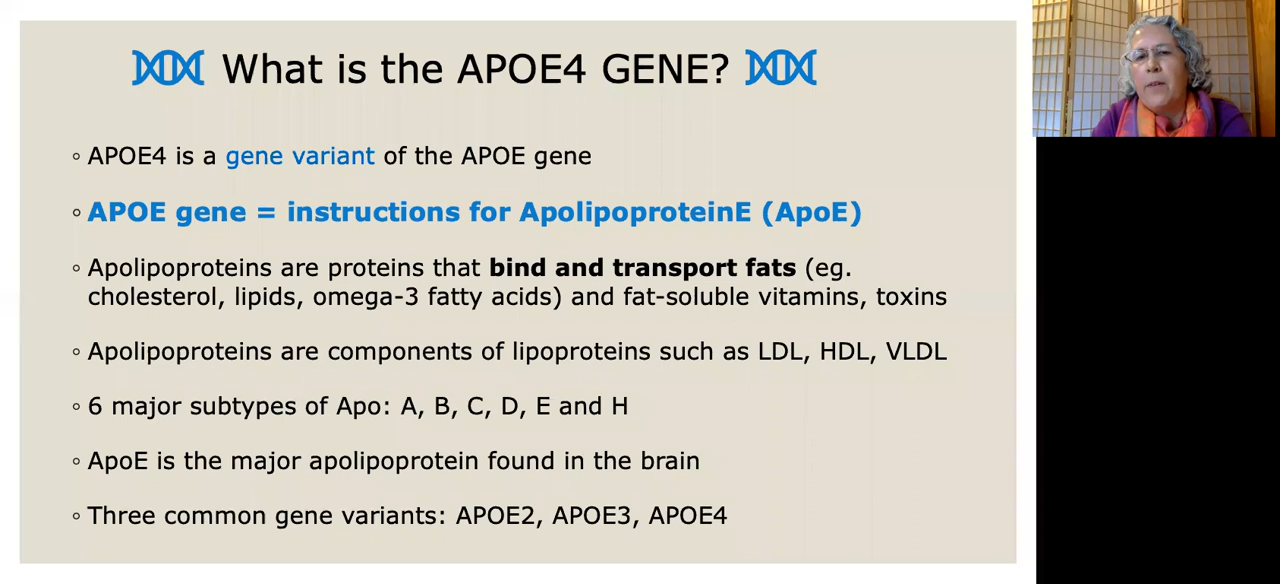 What is the APOE4 GENE?
◦ APOE4 is a gene variant of the APOE gene
◦ APOE gene = instructions for ApolipoproteinE (ApoE)
◦ Apolipoproteins are proteins that bind and transport fats (eg.
cholesterol, lipids, omega-3 fatty acids) and fat-soluble vitamins, toxins
◦ Apolipoproteins are components of lipoproteins such as LDL, HDL, VLDL
◦ 6 major subtypes of Apo: A, B, C, D, E and H
◦ ApoE is the major apolipoprotein found in the brain
◦ Three common gene variants: APOE2, APOE3, APOE4